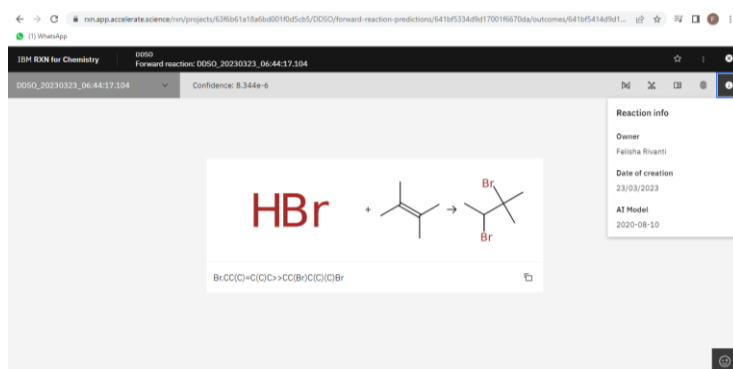 rxn.app.accelerate.science/rxn/projects/63f6b61a18a6bd001f0d5cb5/DDSO/forward-reaction-predictions/641bf5334d9d17001f6670da/outcomes/641bf5414d9d1...
(1) WhatsApp
IBM RXN for Chemistry
DDSO
Forward reaction: DDSO_20230323_06:44:17.104
DDSO_20230323_06:44:17.104
Confidence: 8.344e-6
Reaction info
Owner
Felisha Rivanti
Date of creation
23/03/2023
AI Model
2020-08-10
HBr + → Br
Br
Br.CC(C)=C(C)C>>CC(Br)C(C)(C)Br